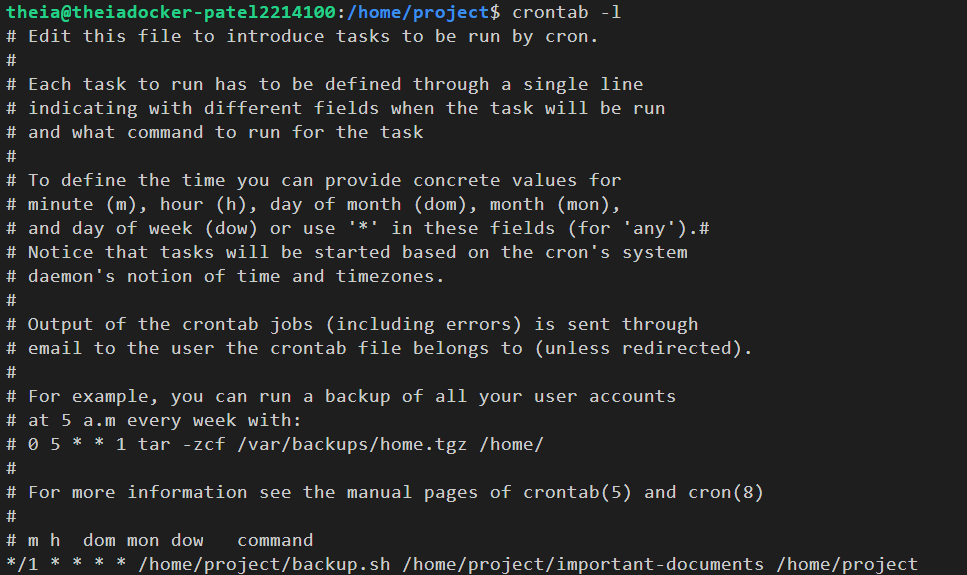 theia@theiadocker-patel2214100:/home/project$ crontab -l
# Edit this file to introduce tasks to be run by cron.
#
# Each task to run has to be defined through a single line
# indicating with different fields when the task will be run
# and what command to run for the task
#
# To define the time you can provide concrete values for
# minute (m), hour (h), day of month (dom), month (mon),
# and day of week (dow) or use '*' in these fields (for 'any').#
# Notice that tasks will be started based on the cron's system
# daemon's notion of time and timezones.
#
# Output of the crontab jobs (including errors) is sent through
# email to the user the crontab file belongs to (unless redirected).
#
# For example, you can run a backup of all your user accounts
# at 5 a.m every week with:
# 0 5 * * 1 tar -zcf /var/backups/home.tgz /home/
#
# For more information see the manual pages of crontab(5) and cron(8)
#
# m h  dom mon dow   command
*/1 * * * * /home/project/backup.sh /home/project/important-documents /home/project